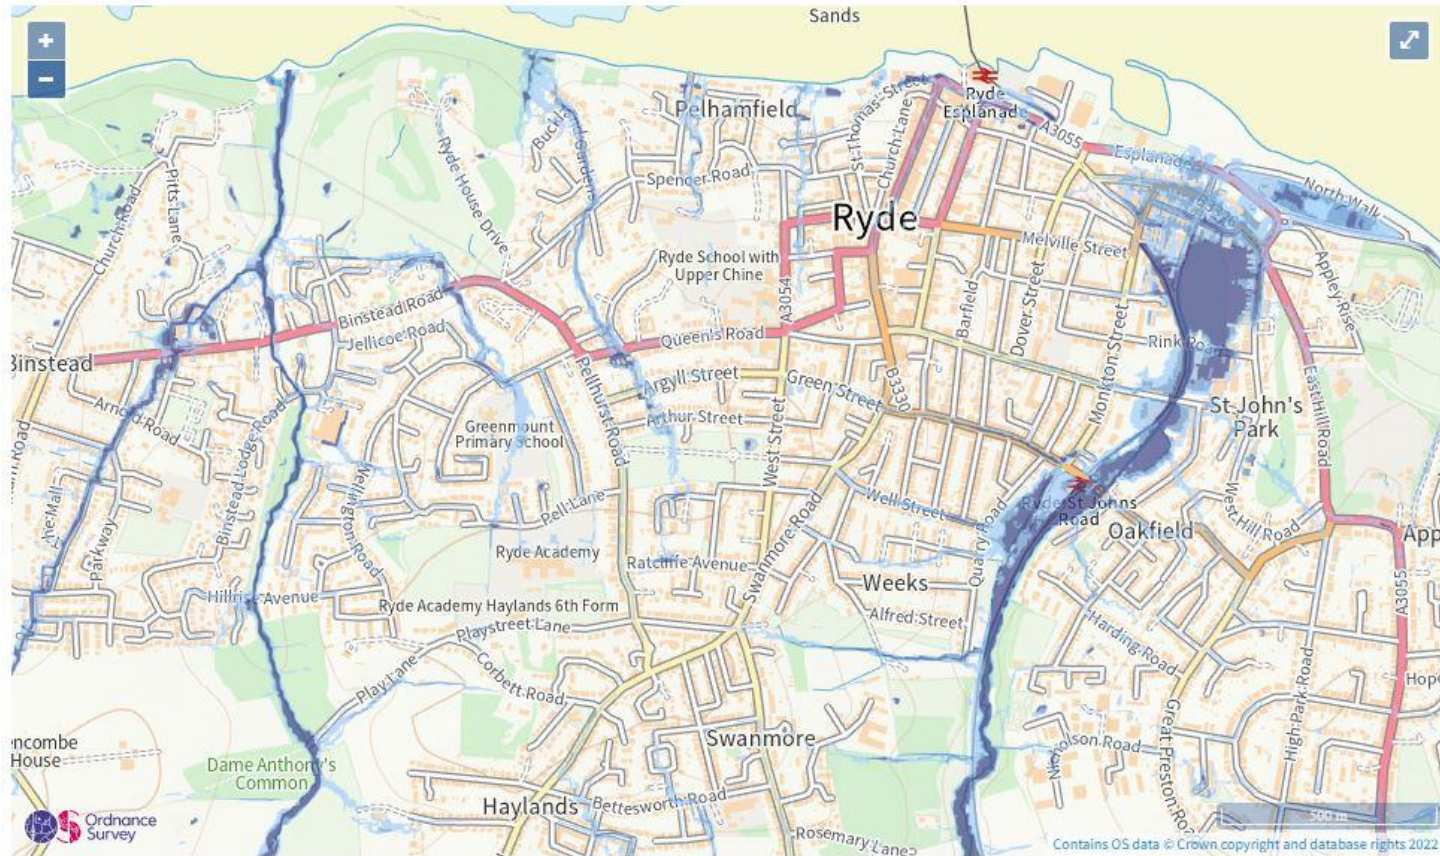 Sands
+
−
Ryde
Esplanade
Pelhamfield
St Thomas' Street
Church Lane
A3055
Esplanade
North Walk
Buckland Gardens
Spencer Road
Ryde House Drive
Pitts Lane
Church Road
Ryde
Melville Street
Ryde School with
Upper Chine
A3054
Barfield
Dover Street
Monkton Street
Appley Rise
Binstead Road
Jellicoe Road
Queen's Road
Rink Road
Binstead
Argyll Street
Green Street
B3330
Arthur Street
St John's
Park
East Hill Road
Arnold Road
Greenmount
Primary School
Pellhurst Road
West Street
Binstead Lodge Road
The Mall
Parkway
Pell Lane
Well Street
Ryde St Johns
Road
Quarry Road
Oakfield
West Hill Road
Ryde Academy
Ratcliffe Avenue
Swanmore Road
Weeks
Hillrise Avenue
Ryde Academy Haylands 6th Form
Playstreet Lane
Alfred Street
A3055
Harding Road
Play Lane
Corbett Road
High Park Road
Great Preston Road
Swanmore
Nicholson Road
House
Dame Anthony's
Common
Haylands
Bettesworth Road
Rosemary Lane
500 m
Ordnance
Survey
Contains OS data © Crown copyright and database rights 2022